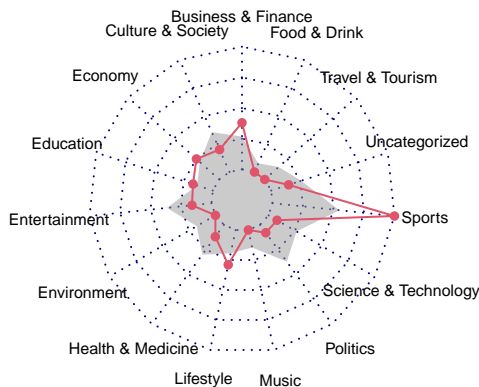 Business & Finance
Culture & Society
Food & Drink
Economy
Travel & Tourism
Education
Uncategorized
Entertainment
Sports
Environment
Science & Technology
Health & Medicine
Politics
Lifestyle
Music